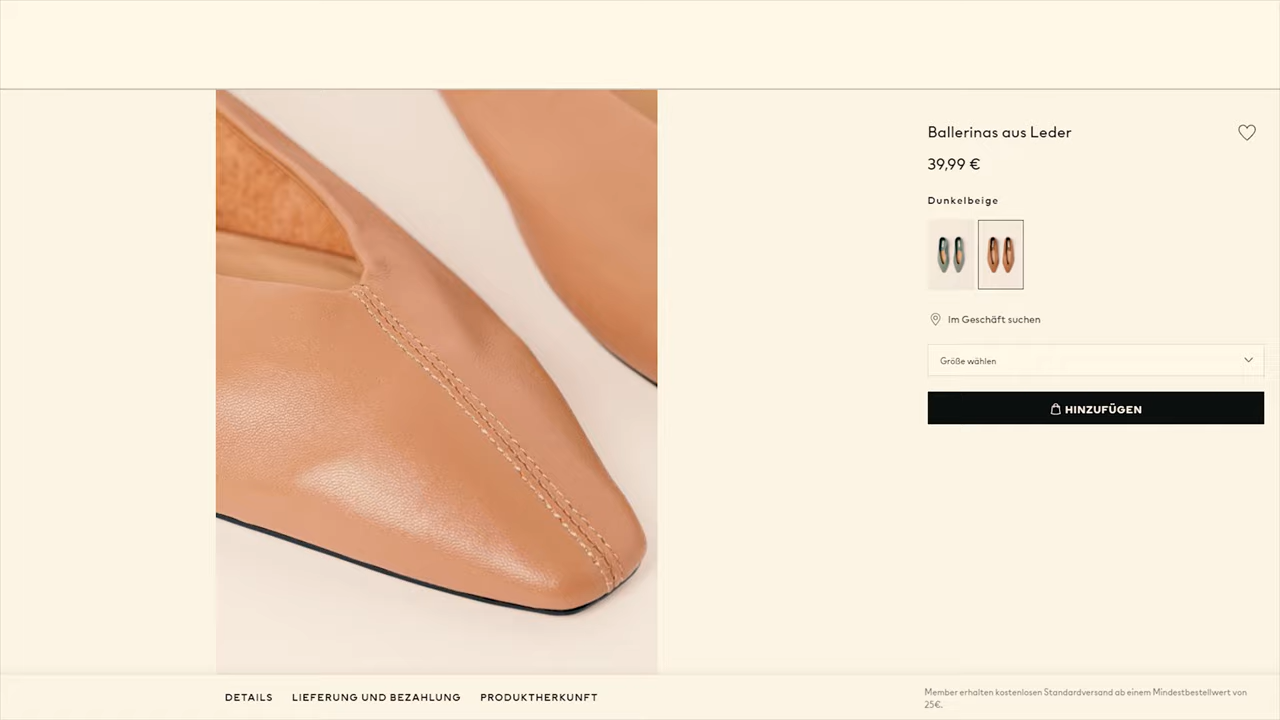 Ballerinas aus Leder
39,99 €
Dunkelbeige
Im Geschäft suchen
Größe wählen
HINZUFÜGEN
DETAILS LIEFERUNG UND BEZAHLUNG PRODUKTHERKUNFT
Member erhalten kostenlosen Standardversand ab einem Mindestbestellwert von
25€.